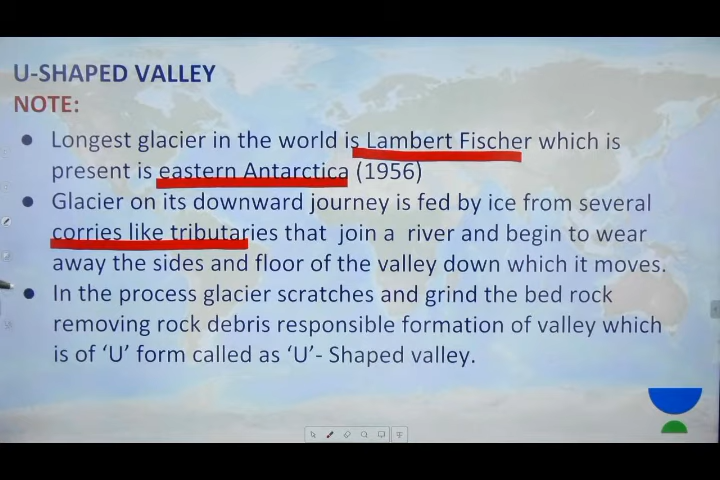 U-SHAPED VALLEY
NOTE:
● Longest glacier in the world is Lambert Fischer which is
present is eastern Antarctica (1956)
● Glacier on its downward journey is fed by ice from several
corries like tributaries that join a river and begin to wear
away the sides and floor of the valley down which it moves.
● In the process glacier scratches and grind the bed rock
removing rock debris responsible formation of valley which
is of ‘U’ form called as ‘U’- Shaped valley.